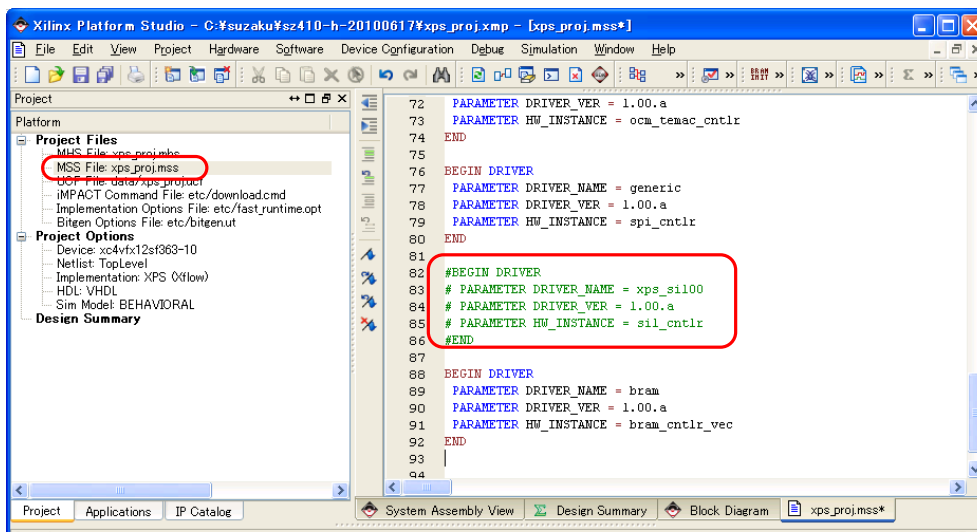 Xilinx Platform Studio - C:¥suzaku¥sz410-h-20100617¥xps_proj.xmp - [xps_proj.mss*]
File Edit View Project Hardware Software Device Configuration Debug Simulation Window Help
Project
Platform
Project Files
MHS File: xps_proj.mhs
MSS File: xps_proj.mss
UCF File: data/xps_proj.ucf
iMPACT Command File: etc/download.cmd
Implementation Options File: etc/fast_runtime.opt
Bitgen Options File: etc/bitgen.ut
Project Options
Device: xc4vfx12sf363-10
Netlist: TopLevel
Implementation: XPS (Xflow)
HDL: VHDL
Sim Model: BEHAVIORAL
Design Summary
72 PARAMETER DRIVER_VER = 1.00.a
73 PARAMETER HW_INSTANCE = ocm_temac_cntlr
74 END
75
76 BEGIN DRIVER
77 PARAMETER DRIVER_NAME = generic
78 PARAMETER DRIVER_VER = 1.00.a
79 PARAMETER HW_INSTANCE = spi_cntlr
80 END
81
82 #BEGIN DRIVER
83 # PARAMETER DRIVER_NAME = xps_sil00
84 # PARAMETER DRIVER_VER = 1.00.a
85 # PARAMETER HW_INSTANCE = sil_cntlr
86 #END
87
88 BEGIN DRIVER
89 PARAMETER DRIVER_NAME = bram
90 PARAMETER DRIVER_VER = 1.00.a
91 PARAMETER HW_INSTANCE = bram_cntlr_vec
92 END
93
94
Project Applications IP Catalog
System Assembly View Design Summary Block Diagram xps_proj.mss*